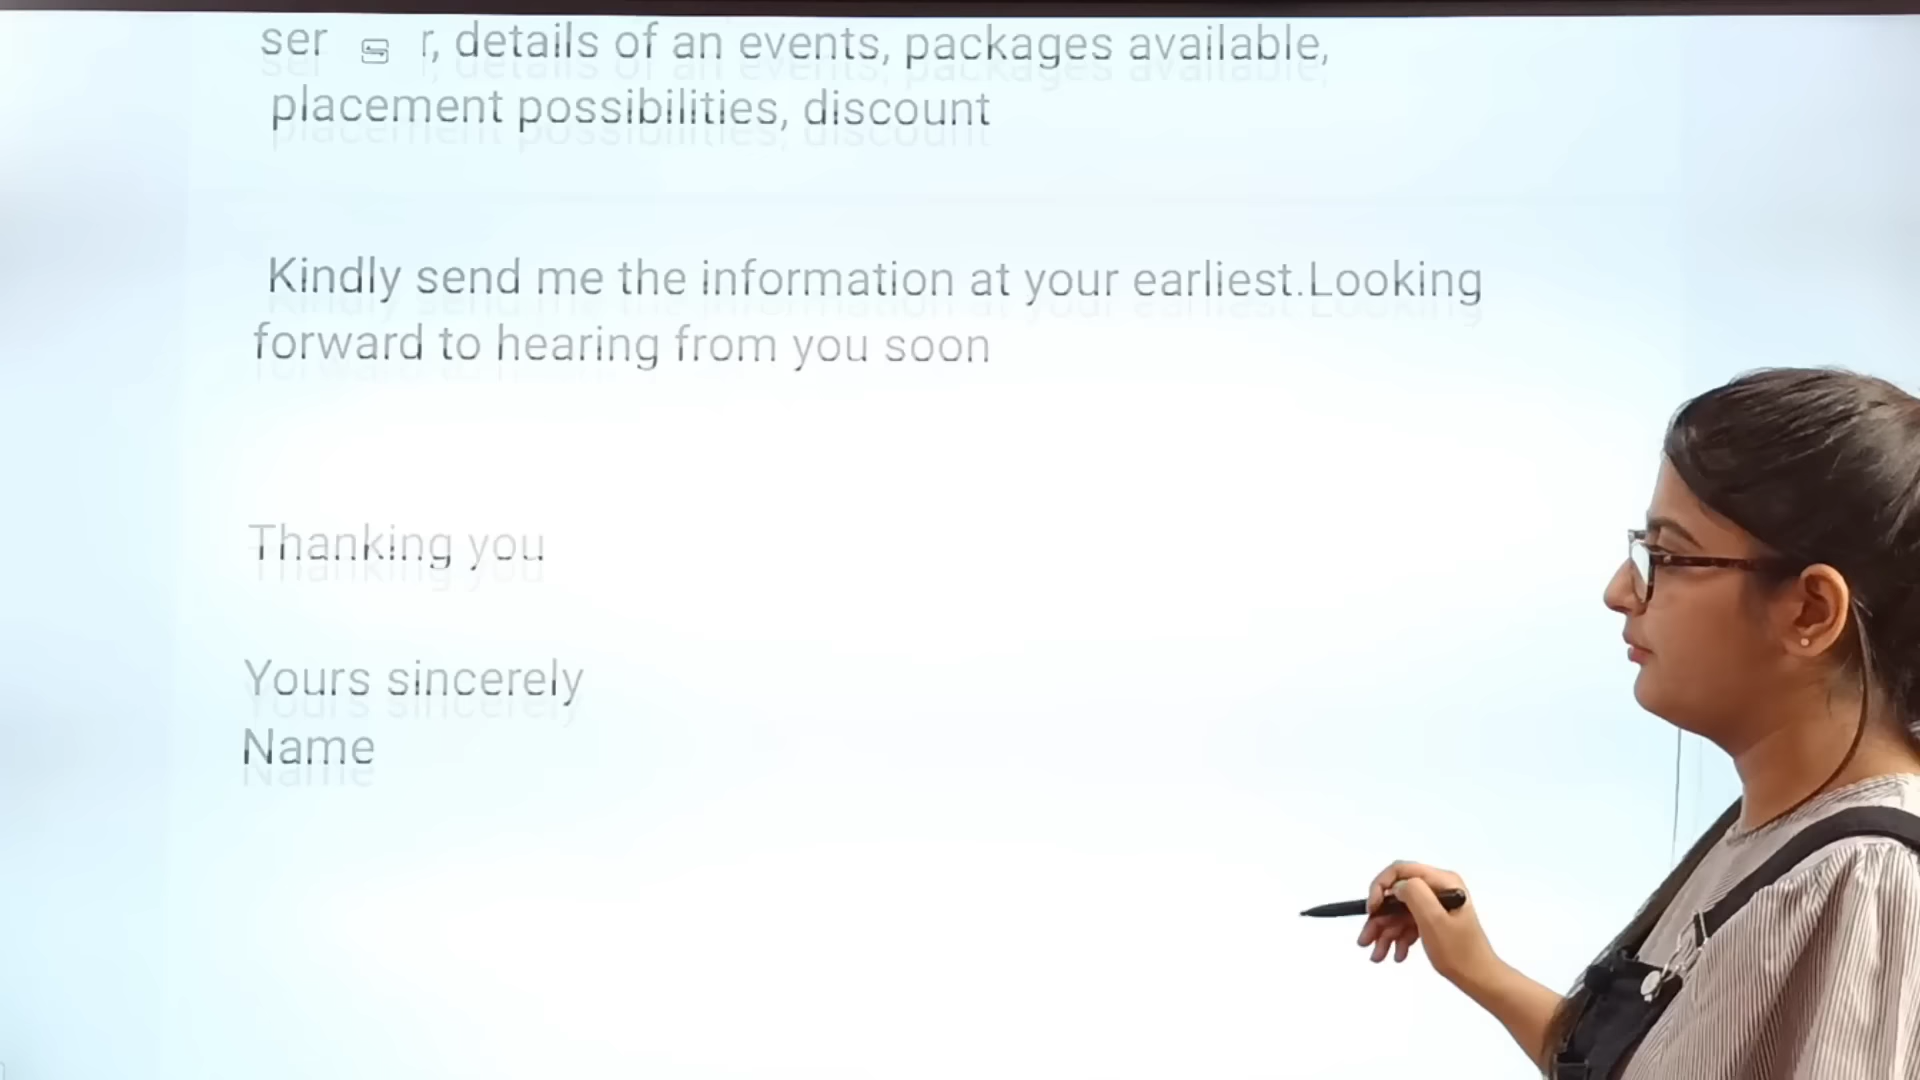 details of an events, packages available,
placement possibilities, discount
Kindly send me the information at your earliest.Looking
forward to hearing from you soon
Thanking you
Yours sincerely
Name